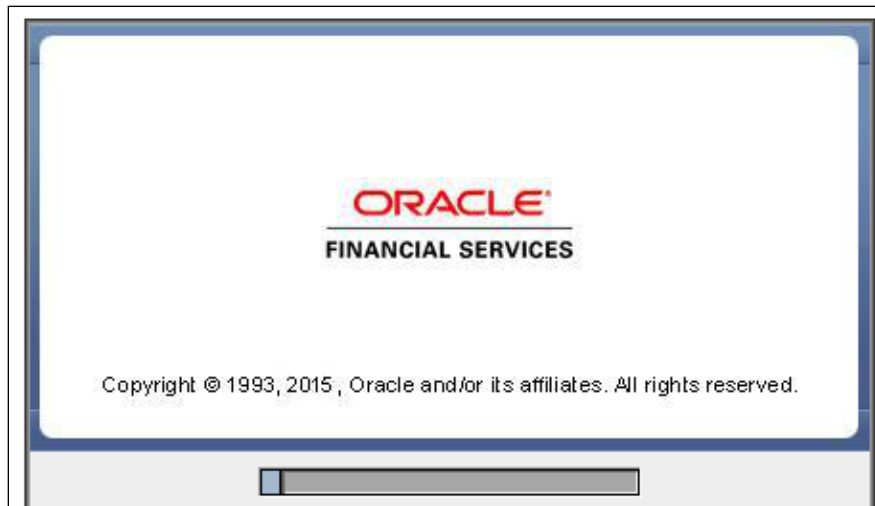 ORACLE®
FINANCIAL SERVICES
Copyright © 1993, 2015 , Oracle and/or its affiliates. All rights reserved.